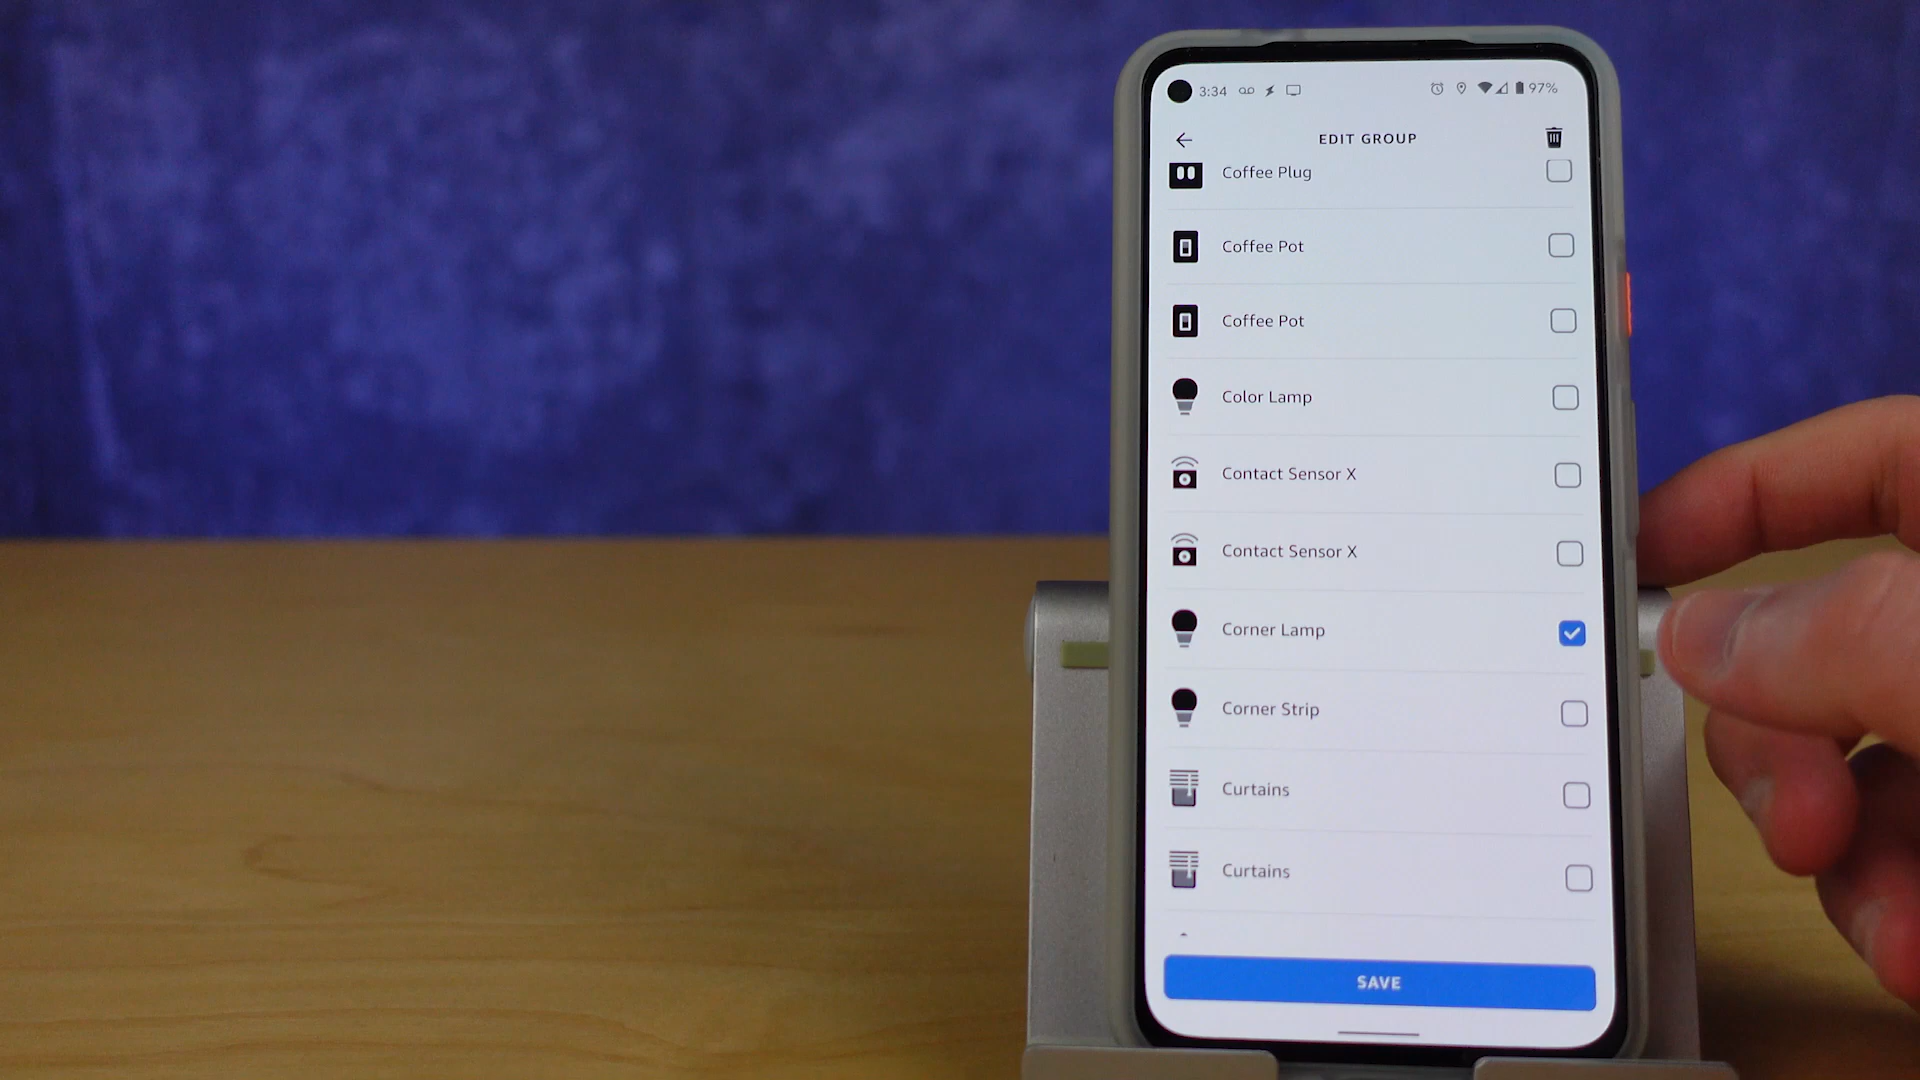 3:34
97%
EDIT GROUP
Coffee Plug
Coffee Pot
Coffee Pot
Color Lamp
Contact Sensor X
Contact Sensor X
Corner Lamp
Corner Strip
Curtains
Curtains
SAVE